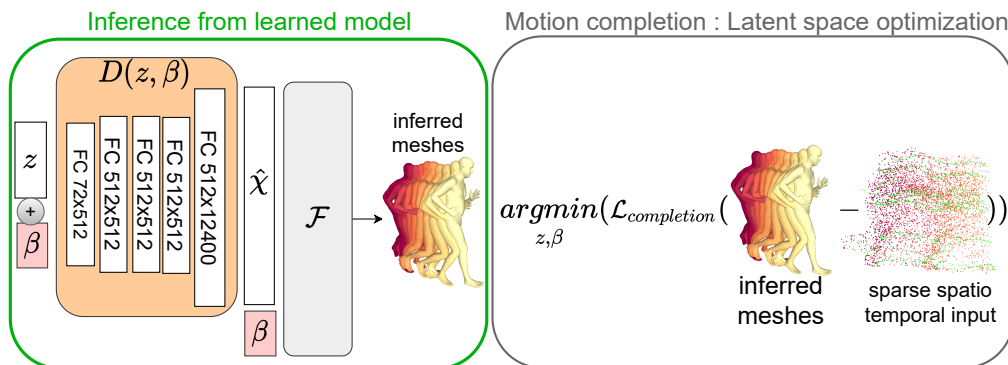 Inference from learned model
D(z, β)
z
+
β
FC 72x512
FC 512x512
FC 512x512
FC 512x512
FC 512x12400
χ̂
β
ℱ
inferred
meshes
Motion completion : Latent space optimization
argmin(ℒcompletion( − ))
z,β
inferred
meshes
sparse spatio
temporal input